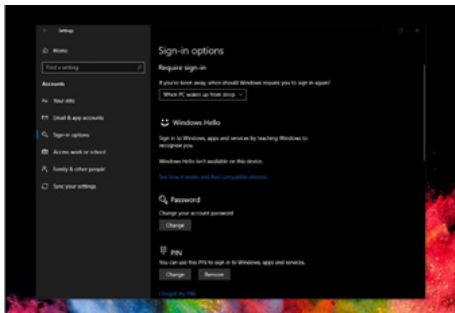 Settings
Home
Find a setting
Accounts
Your info
Email & app accounts
Sign-in options
Access work or school
Family & other people
Sync your settings
Sign-in options
Require sign-in
If you've been away, when should Windows require you to sign in again?
When PC wakes up from sleep
Windows Hello
Sign in to Windows, apps and services by teaching Windows to
recognise you.
Windows Hello isn't available on this device.
See how it works and find compatible devices.
Password
Change your account password
Change
PIN
You can use this PIN to sign in to Windows, apps and services.
Change Remove
I forgot my PIN